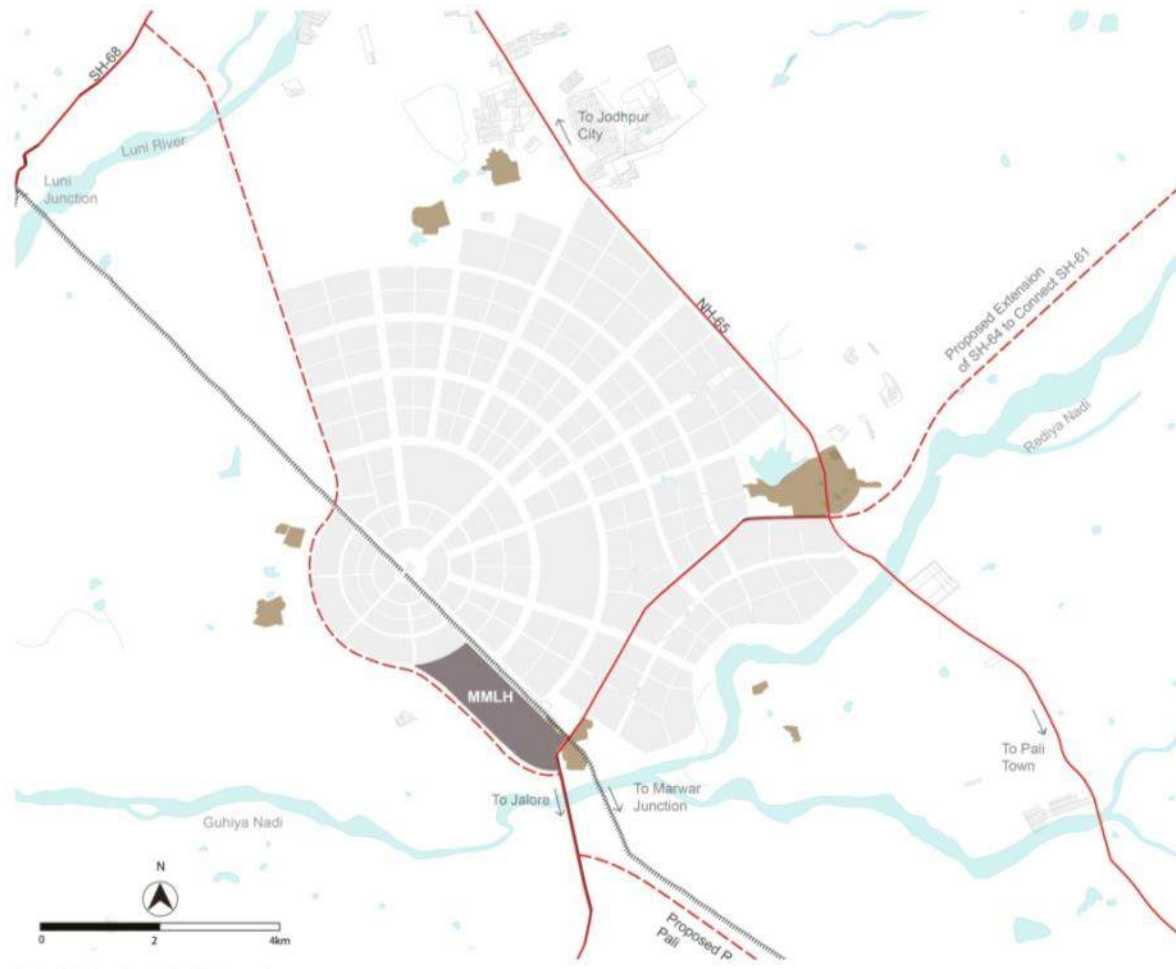 SH-68
Luni River
To Jodhpur
City
Luni
Junction
NH-65
Proposed Extension
of SH-64 to Connect SH-61
Rediya Nadi
MMLH
To Pali
Town
To Jalore
To Marwar
Junction
Guhiya Nadi
N
0 2 4km
Proposed R
Pali